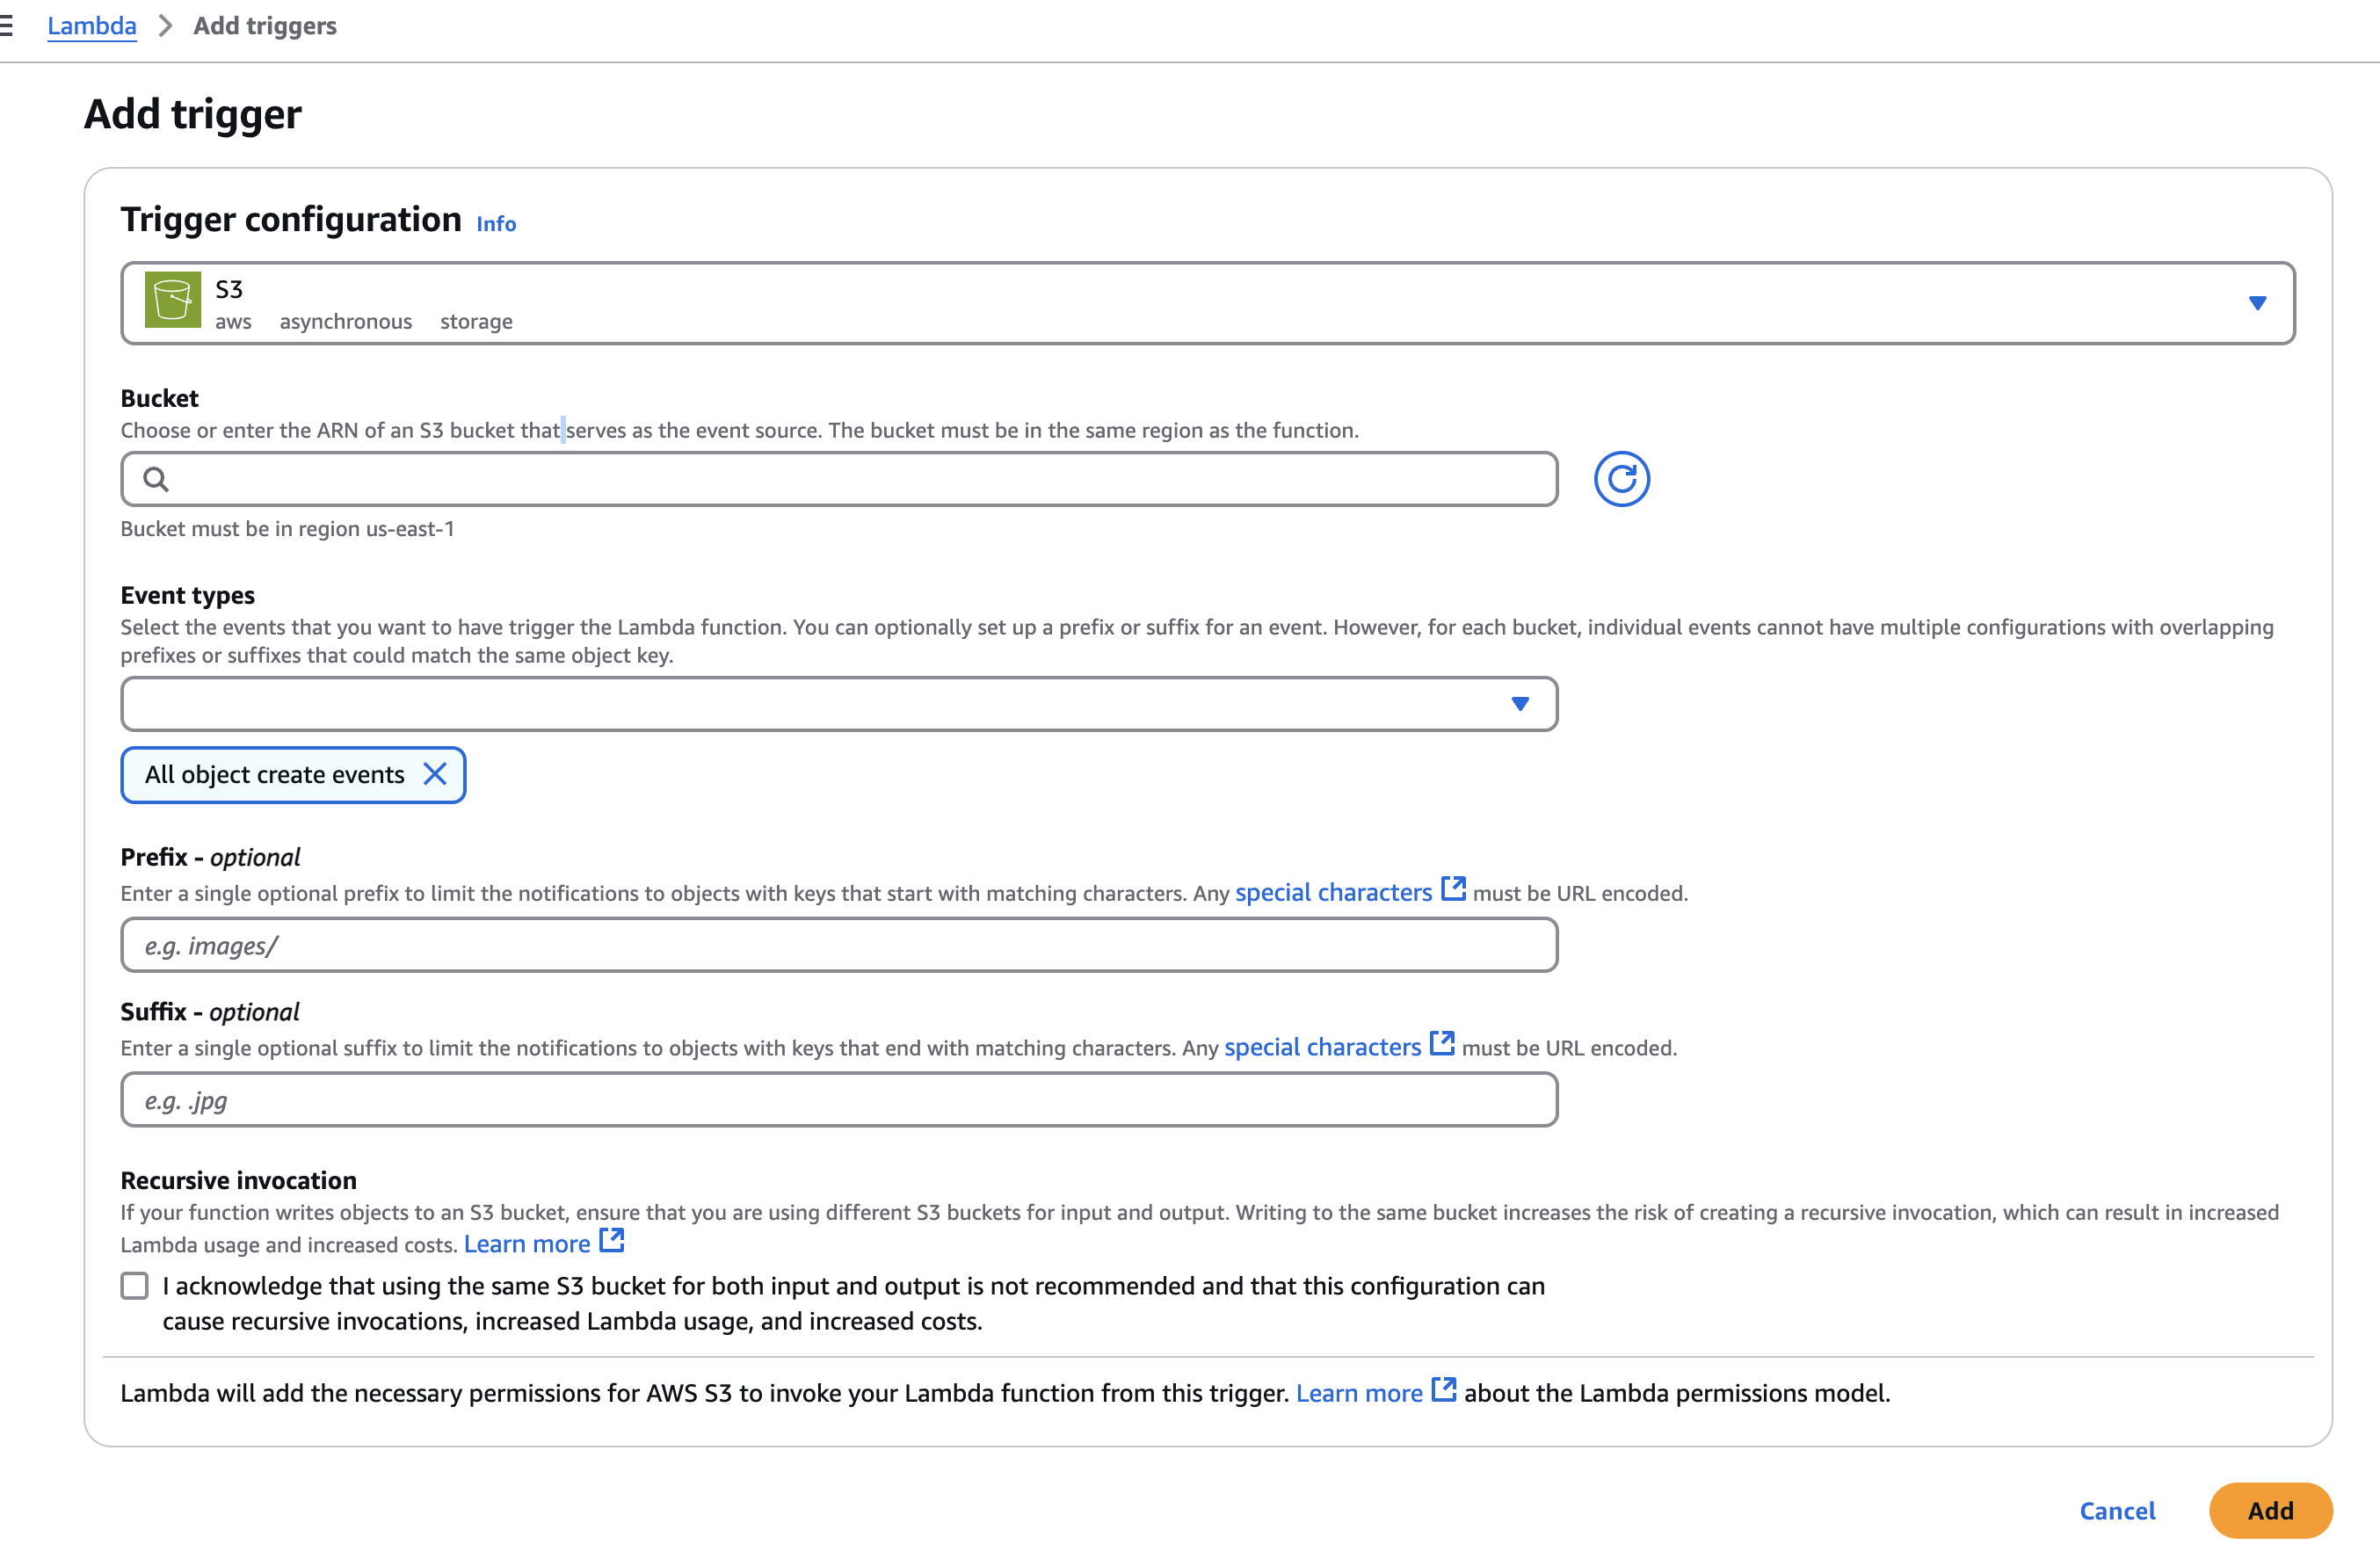 Lambda > Add triggers
Add trigger
Trigger configuration Info
S3
aws asynchronous storage
Bucket
Choose or enter the ARN of an S3 bucket that serves as the event source. The bucket must be in the same region as the function.
Bucket must be in region us-east-1
Event types
Select the events that you want to have trigger the Lambda function. You can optionally set up a prefix or suffix for an event. However, for each bucket, individual events cannot have multiple configurations with overlapping
prefixes or suffixes that could match the same object key.
All object create events
Prefix - optional
Enter a single optional prefix to limit the notifications to objects with keys that start with matching characters. Any special characters must be URL encoded.
e.g. images/
Suffix - optional
Enter a single optional suffix to limit the notifications to objects with keys that end with matching characters. Any special characters must be URL encoded.
e.g. .jpg
Recursive invocation
If your function writes objects to an S3 bucket, ensure that you are using different S3 buckets for input and output. Writing to the same bucket increases the risk of creating a recursive invocation, which can result in increased
Lambda usage and increased costs. Learn more
I acknowledge that using the same S3 bucket for both input and output is not recommended and that this configuration can
cause recursive invocations, increased Lambda usage, and increased costs.
Lambda will add the necessary permissions for AWS S3 to invoke your Lambda function from this trigger. Learn more about the Lambda permissions model.
Cancel Add